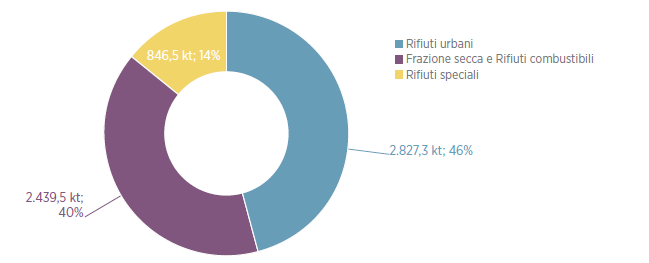 846,5 kt; 14%
Rifiuti urbani
Frazione secca e Rifiuti combustibili
Rifiuti speciali
2.827,3 kt; 46%
2.439,5 kt;
40%